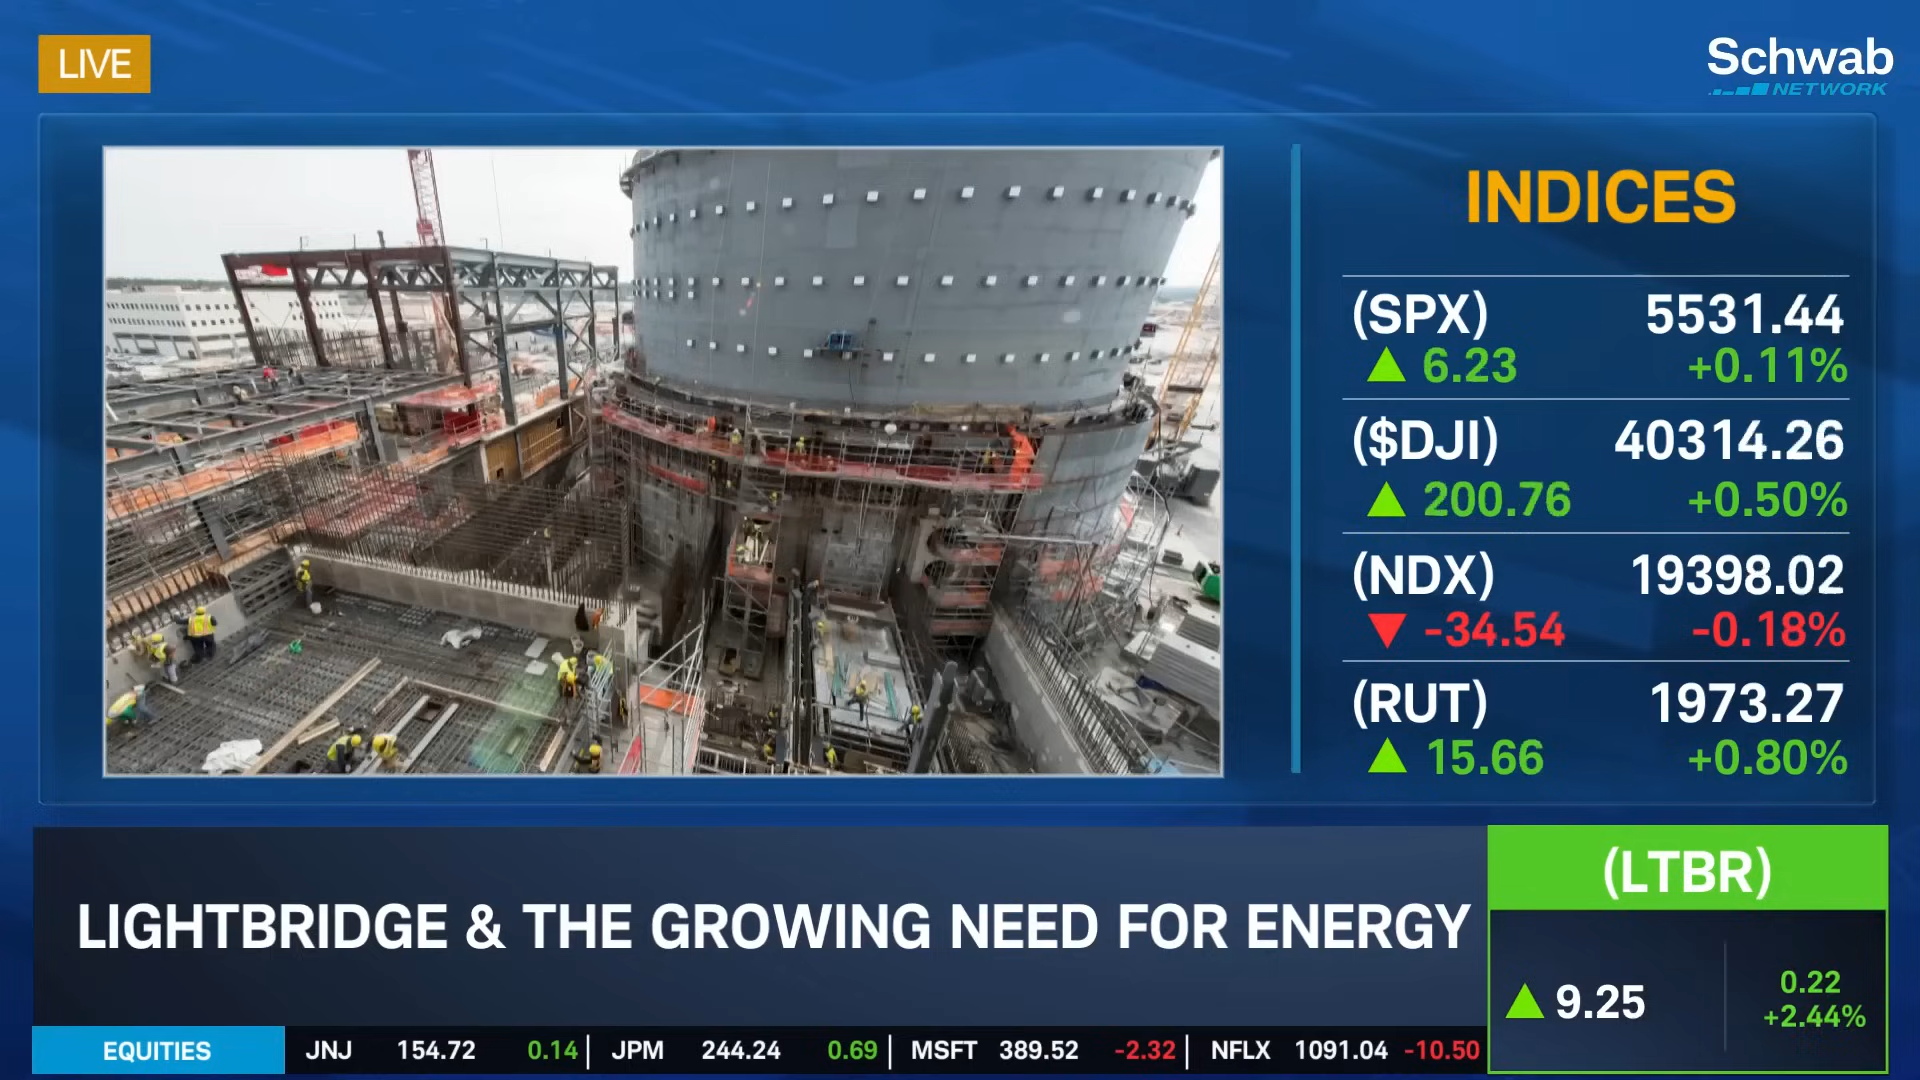 LIVE
Schwab
NETWORK
INDICES
(SPX) 5531.44
▲ 6.23 +0.11%
($DJI) 40314.26
▲ 200.76 +0.50%
(NDX) 19398.02
▼ -34.54 -0.18%
(RUT) 1973.27
▲ 15.66 +0.80%
LIGHTBRIDGE & THE GROWING NEED FOR ENERGY
(LTBR)
▲ 9.25
0.22
+2.44%
EQUITIES JNJ 154.72 0.14 JPM 244.24 0.69 MSFT 389.52 -2.32 NFLX 1091.04 -10.50